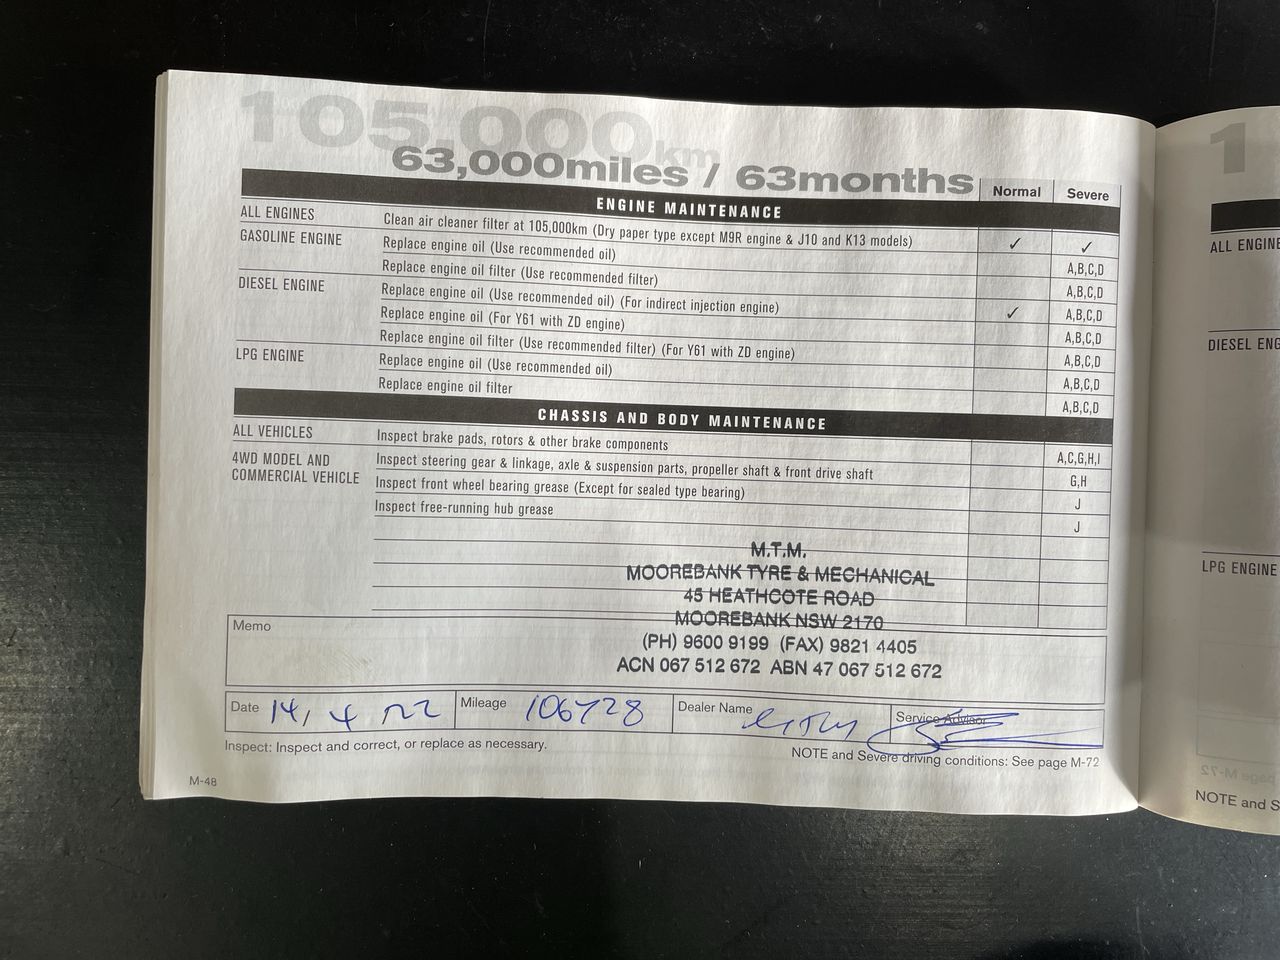 105,000km
63,000miles / 63months
Normal Severe
ENGINE MAINTENANCE
ALL ENGINES Clean air cleaner filter at 105,000km (Dry paper type except M9R engine & J10 and K13 models) ✓ ✓
GASOLINE ENGINE Replace engine oil (Use recommended oil) A,B,C,D
Replace engine oil filter (Use recommended filter) A,B,C,D
DIESEL ENGINE Replace engine oil (Use recommended oil) (For indirect injection engine) ✓ A,B,C,D
Replace engine oil (For Y61 with ZD engine) A,B,C,D
Replace engine oil filter (Use recommended filter) (For Y61 with ZD engine) A,B,C,D
LPG ENGINE Replace engine oil (Use recommended oil) A,B,C,D
Replace engine oil filter A,B,C,D
CHASSIS AND BODY MAINTENANCE
ALL VEHICLES Inspect brake pads, rotors & other brake components A,C,G,H,I
4WD MODEL AND COMMERCIAL VEHICLE Inspect steering gear & linkage, axle & suspension parts, propeller shaft & front drive shaft G,H
Inspect front wheel bearing grease (Except for sealed type bearing) J
Inspect free-running hub grease J
M.T.M.
MOOREBANK TYRE & MECHANICAL
45 HEATHCOTE ROAD
MOOREBANK NSW 2170
(PH) 9600 9199 (FAX) 9821 4405
ACN 067 512 672 ABN 47 067 512 672
Memo
Date 14, 4 22 Mileage 106728 Dealer Name Service Advisor
Inspect: Inspect and correct, or replace as necessary.
NOTE and Severe driving conditions: See page M-72
M-48
1
ALL ENGINE
DIESEL ENG
LPG ENGINE
NOTE and S